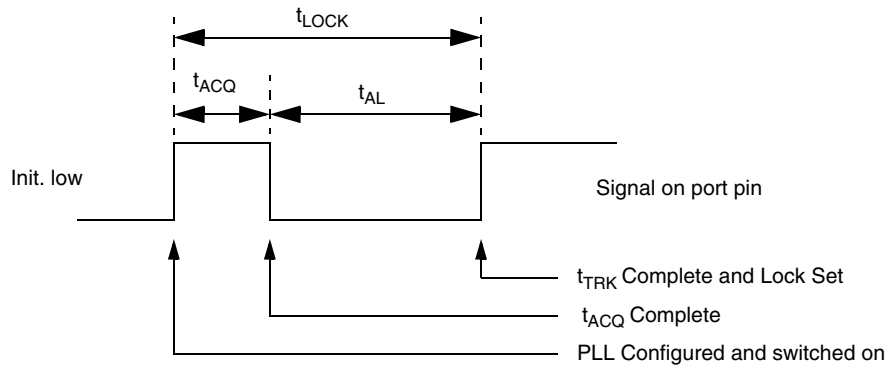 tLOCK
tACQ
tAL
Init. low
Signal on port pin
tTRK Complete and Lock Set
tACQ Complete
PLL Configured and switched on